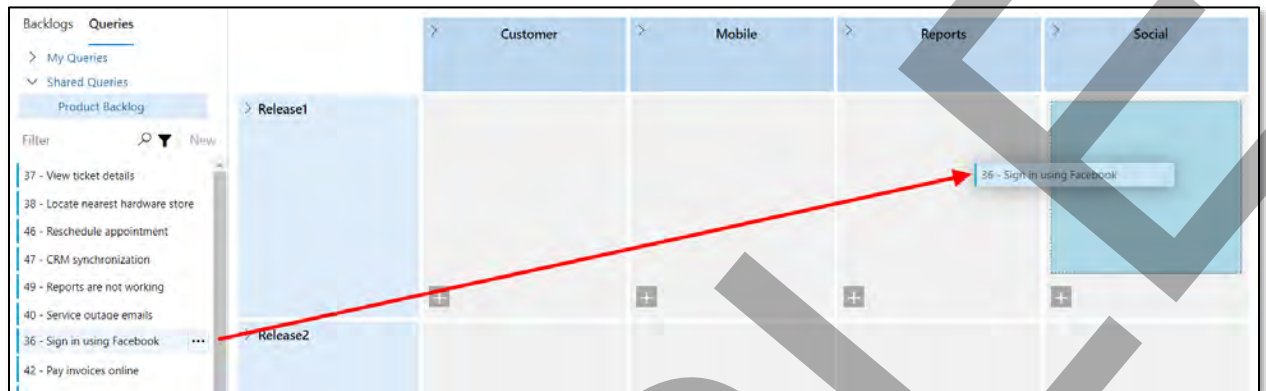 Backlogs Queries
My Queries
Shared Queries
Product Backlog
Filter New
37 - View ticket details
38 - Locate nearest hardware store
46 - Reschedule appointment
47 - CRM synchronization
49 - Reports are not working
40 - Service outage emails
36 - Sign in using Facebook ...
42 - Pay invoices online
Customer Mobile Reports Social
Release1
36 - Sign in using Facebook
Release2